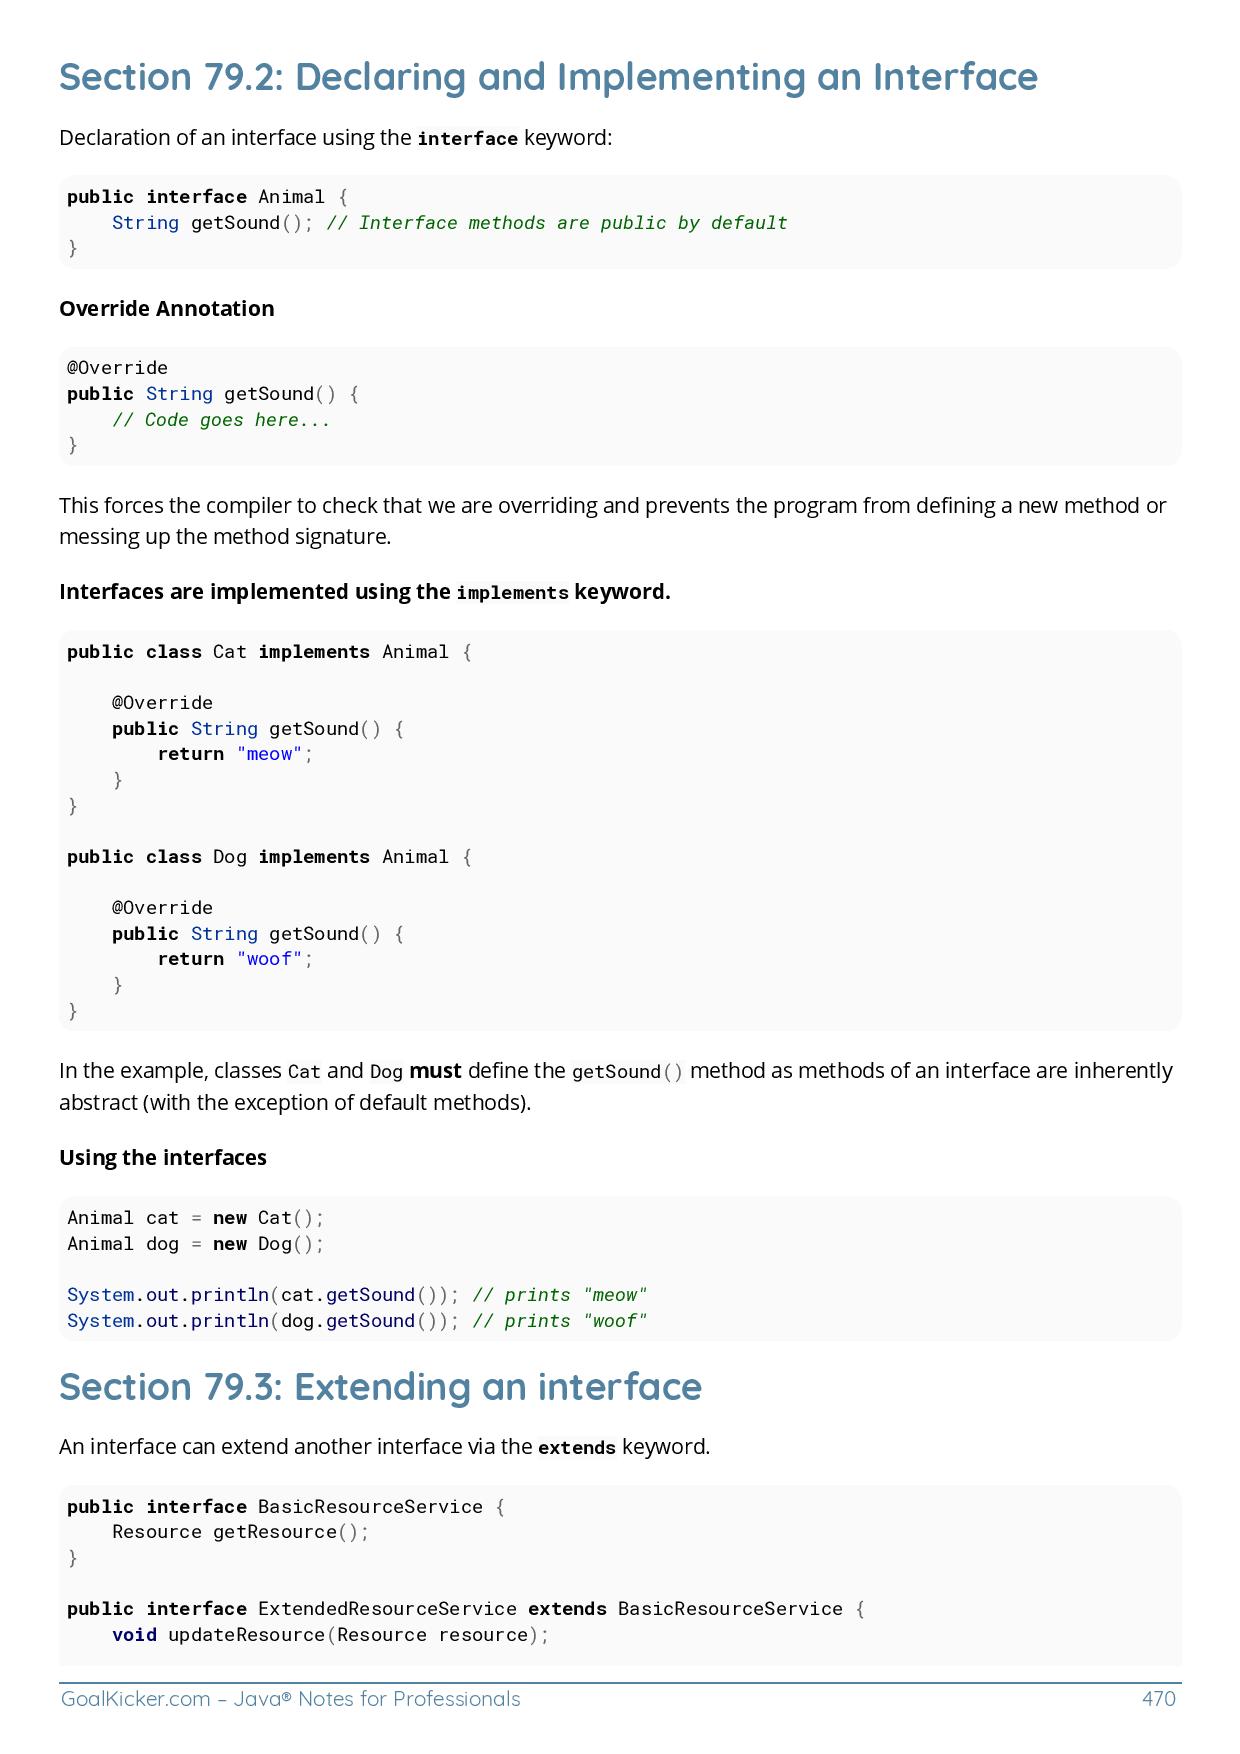 Section 79.2: Declaring and Implementing an Interface
Declaration of an interface using the interface keyword:
public interface Animal {
    String getSound(); // Interface methods are public by default
}
Override Annotation
@Override
public String getSound() {
    // Code goes here...
}
This forces the compiler to check that we are overriding and prevents the program from defining a new method or
messing up the method signature.
Interfaces are implemented using the implements keyword.
public class Cat implements Animal {
    @Override
    public String getSound() {
        return "meow";
    }
}
public class Dog implements Animal {
    @Override
    public String getSound() {
        return "woof";
    }
}
In the example, classes Cat and Dog must define the getSound() method as methods of an interface are inherently
abstract (with the exception of default methods).
Using the interfaces
Animal cat = new Cat();
Animal dog = new Dog();
System.out.println(cat.getSound()); // prints "meow"
System.out.println(dog.getSound()); // prints "woof"
Section 79.3: Extending an interface
An interface can extend another interface via the extends keyword.
public interface BasicResourceService {
    Resource getResource();
}
public interface ExtendedResourceService extends BasicResourceService {
    void updateResource(Resource resource);
GoalKicker.com – Java® Notes for Professionals 470